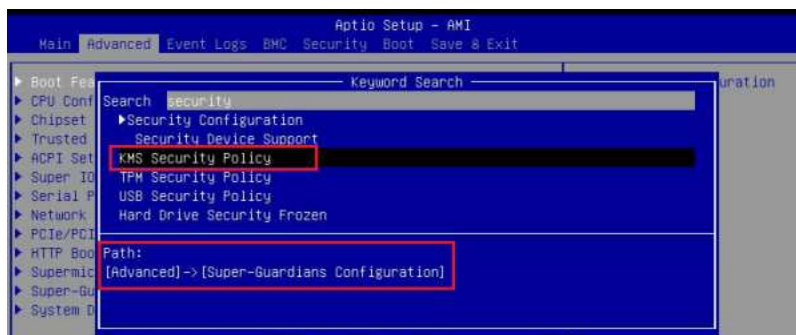 Aptio Setup - AMI
Main Advanced Event Logs BMC Security Boot Save & Exit
Boot Fea
Keyword Search
uration
CPU Conf
Search security
Chipset
▶Security Configuration
Trusted
Security Device Support
ACPI Set
KMS Security Policy
Super IO
TPM Security Policy
Serial P
USB Security Policy
Network
Hard Drive Security Frozen
PCIe/PCI
HTTP Boo
Path:
Supermic
[Advanced]->[Super-Guardians Configuration]
Super-Gu
System D